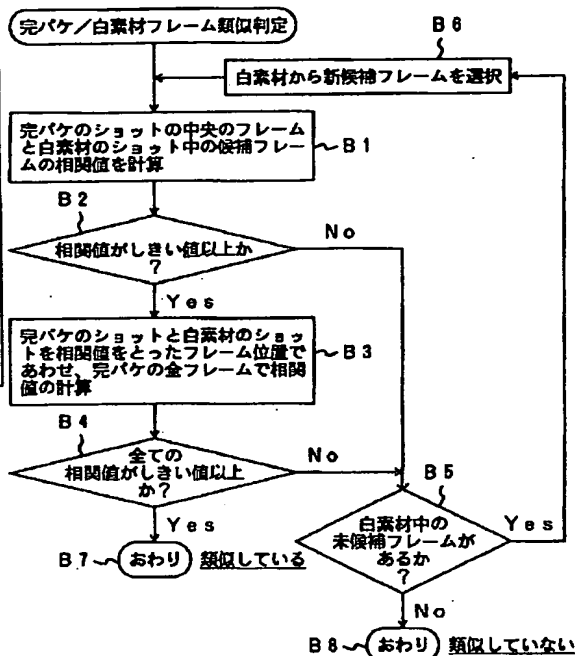 完パケ/白素材フレーム類似判定
B6
白素材から新候補フレームを選択
完パケのショットの中央のフレーム
と白素材のショット中の候補フレー
ムの相関値を計算
B1
B2
相関値がしきい値以上か
?
No
Yes
完パケのショットと白素材のショッ
トを相関値をとったフレーム位置で
あわせ、完パケの全フレームで相関
値の計算
B3
B4
全ての
相関値がしきい値以上
か?
No
Yes
B5
白素材中の
未候補フレームが
あるか
?
Yes
No
B7
おわり
類似している
B8
おわり
類似していない